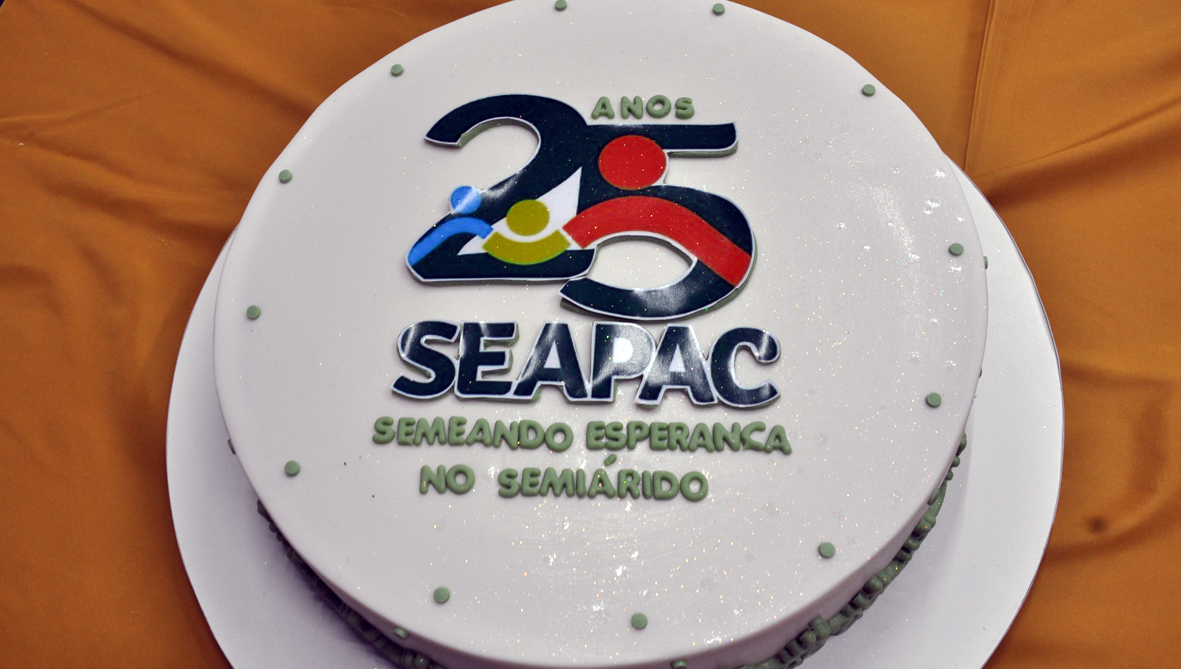 25 ANOS
SEAPAC
SEMEANDO ESPERANÇA
NO SEMIÁRIDO